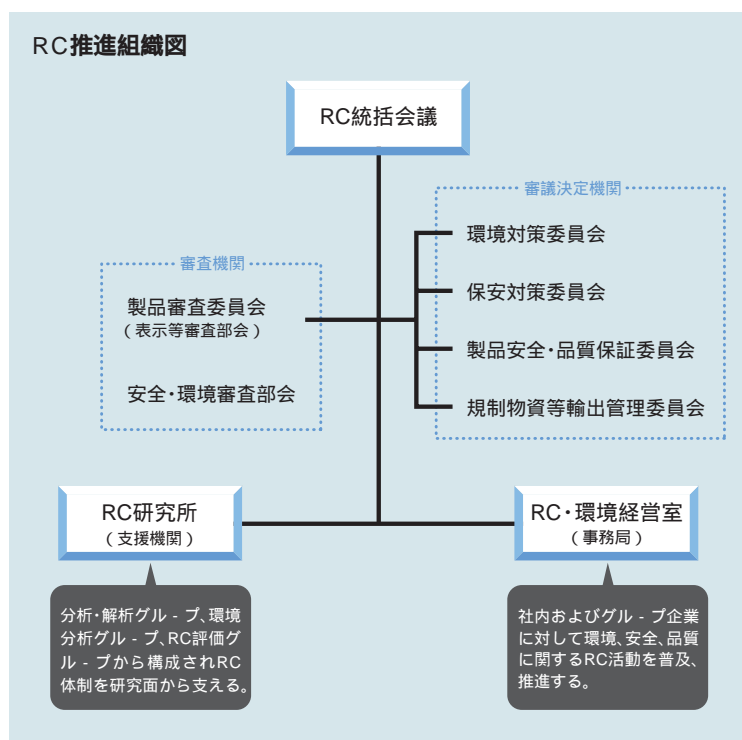 RC推進組織図
RC統括会議
審議決定機関
環境対策委員会
保安対策委員会
製品安全・品質保証委員会
規制物資等輸出管理委員会
審査機関
製品審査委員会
(表示等審査部会)
安全・環境審査部会
RC研究所
(支援機関)
RC・環境経営室
(事務局)
分析・解析グル-プ、環境
分析グル-プ、RC評価グ
ル-プから構成されRC
体制を研究面から支える。
社内およびグル-プ企業
に対して環境、安全、品質
に関するRC活動を普及、
推進する。